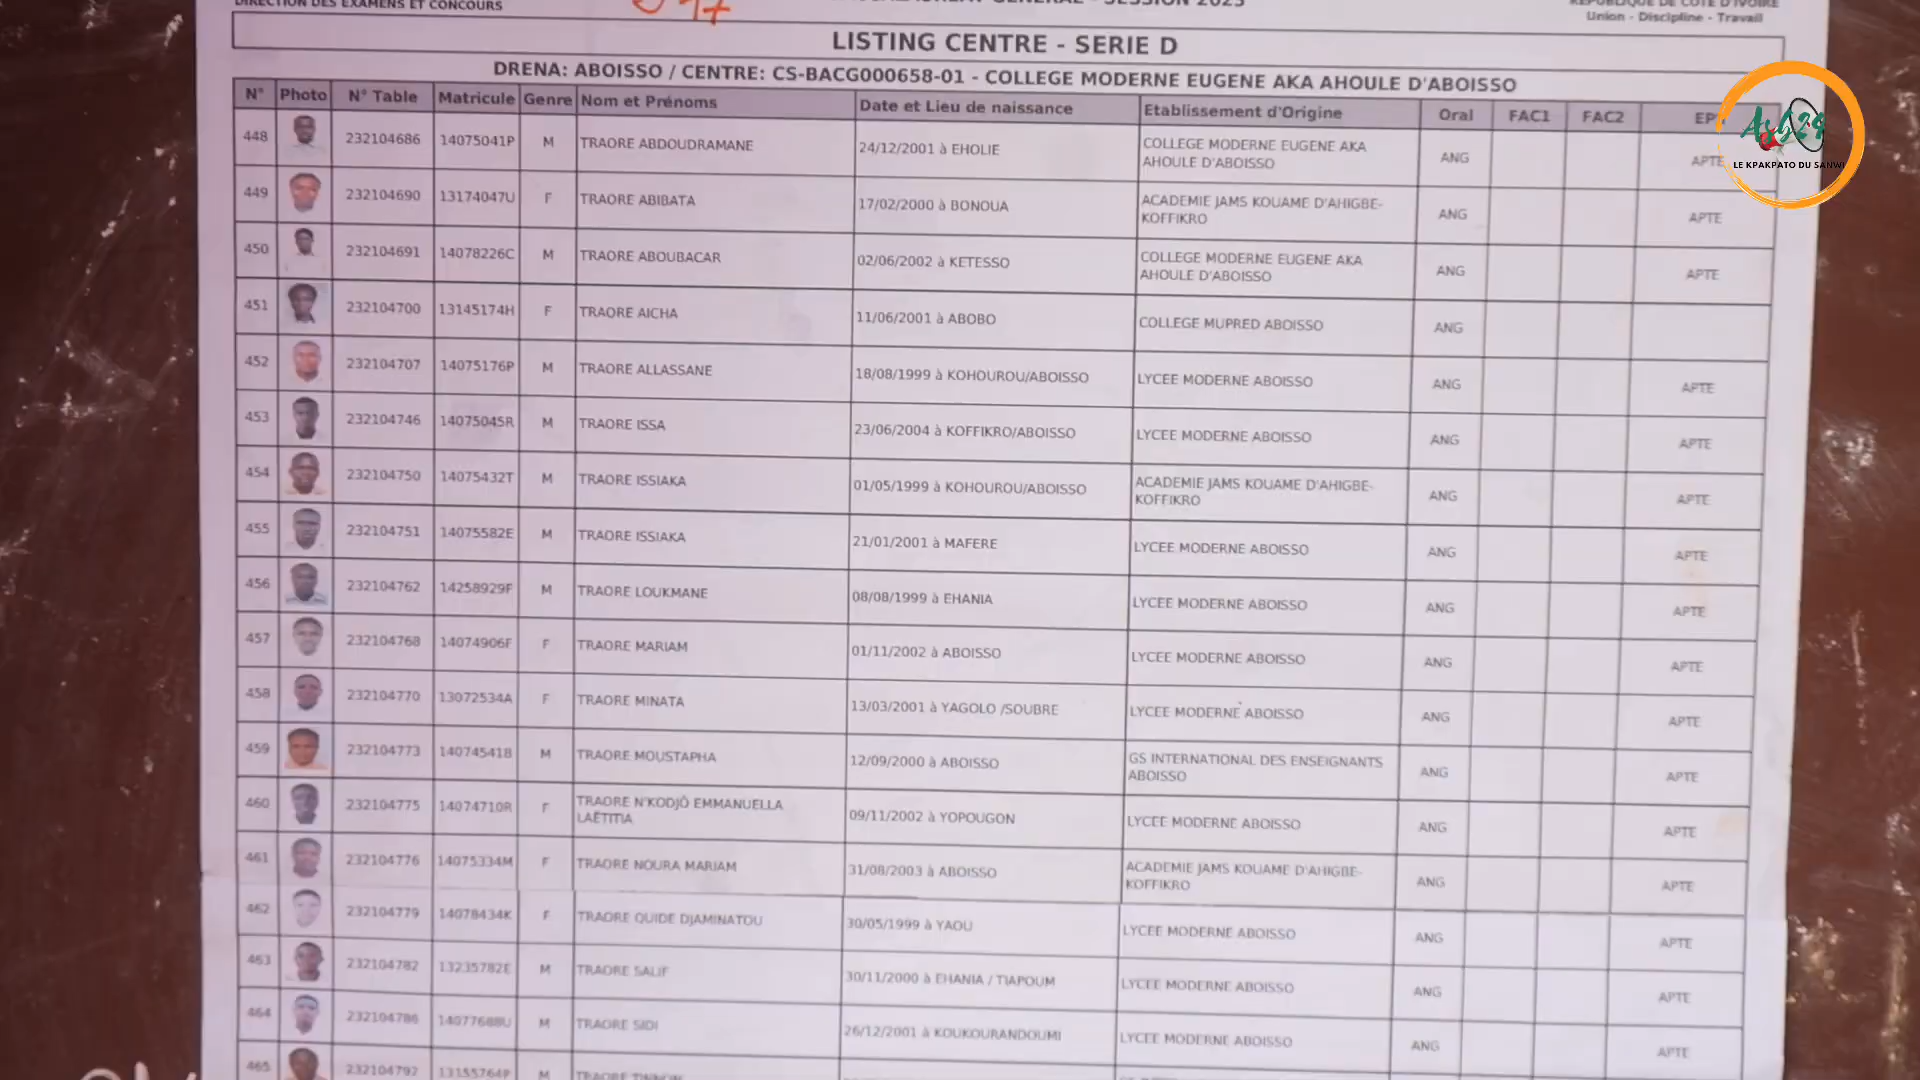 DIRECTION DES EXAMENS ET CONCOURS
REPUBLIQUE DE COTE D'IVOIRE
Union - Discipline - Travail
LISTING CENTRE - SERIE D
DRENA: ABOISSO / CENTRE: CS-BACG000658-01 - COLLEGE MODERNE EUGENE AKA AHOULE D'ABOISSO
N° Photo N° Table Matricule Genre Nom et Prénoms Date et Lieu de naissance Etablissement d'Origine Oral FAC1 FAC2
448 232104686 14075041P M TRAORE ABDOUDRAMANE 24/12/2001 à EHOLIE COLLEGE MODERNE EUGENE AKA AHOULE D'ABOISSO ANG APTE
449 232104690 13174047U F TRAORE ABIBATA 17/02/2000 à BONOUA ACADEMIE JAMS KOUAME D'AHIGBE-KOFFIKRO ANG APTE
450 232104691 14078226C M TRAORE ABOUBACAR 02/06/2002 à KETESSO COLLEGE MODERNE EUGENE AKA AHOULE D'ABOISSO ANG APTE
451 232104700 13145174H F TRAORE AICHA 11/06/2001 à ABOBO COLLEGE MUPRED ABOISSO ANG
452 232104707 14075176P M TRAORE ALLASSANE 18/08/1999 à KOHOUROU/ABOISSO LYCEE MODERNE ABOISSO ANG APTE
453 232104746 14075045R M TRAORE ISSA 23/06/2004 à KOFFIKRO/ABOISSO LYCEE MODERNE ABOISSO ANG APTE
454 232104750 14075432T M TRAORE ISSIAKA 01/05/1999 à KOHOUROU/ABOISSO ACADEMIE JAMS KOUAME D'AHIGBE-KOFFIKRO ANG APTE
455 232104751 14075582E M TRAORE ISSIAKA 21/01/2001 à MAFERE LYCEE MODERNE ABOISSO ANG APTE
456 232104762 14258929F M TRAORE LOUKMANE 08/08/1999 à EHANIA LYCEE MODERNE ABOISSO ANG APTE
457 232104768 14074906F F TRAORE MARIAM 01/11/2002 à ABOISSO LYCEE MODERNE ABOISSO ANG APTE
458 232104770 13072534A F TRAORE MINATA 13/03/2001 à YAGOLO /SOUBRE LYCEE MODERNE ABOISSO ANG APTE
459 232104773 14074541B M TRAORE MOUSTAPHA 12/09/2000 à ABOISSO GS INTERNATIONAL DES ENSEIGNANTS ABOISSO ANG APTE
460 232104775 14074710R F TRAORE N'KODJÔ EMMANUELLA LAËTITIA 09/11/2002 à YOPOUGON LYCEE MODERNE ABOISSO ANG APTE
461 232104776 14075334M F TRAORE NOURA MARIAM 31/08/2003 à ABOISSO ACADEMIE JAMS KOUAME D'AHIGBE-KOFFIKRO ANG APTE
462 232104779 14078434K F TRAORE QUIDE DJAMINATOU 30/05/1999 à YAOU LYCEE MODERNE ABOISSO ANG APTE
463 232104782 13235782E M TRAORE SALIF 30/11/2000 à EHANIA / TIAPOUM LYCEE MODERNE ABOISSO ANG APTE
464 232104786 14077688U M TRAORE SIDI 26/12/2001 à KOUKOURANDOUMI LYCEE MODERNE ABOISSO ANG APTE
465 232104792 13155764P M TRAORE
LE KPAKPATO DU SANWI